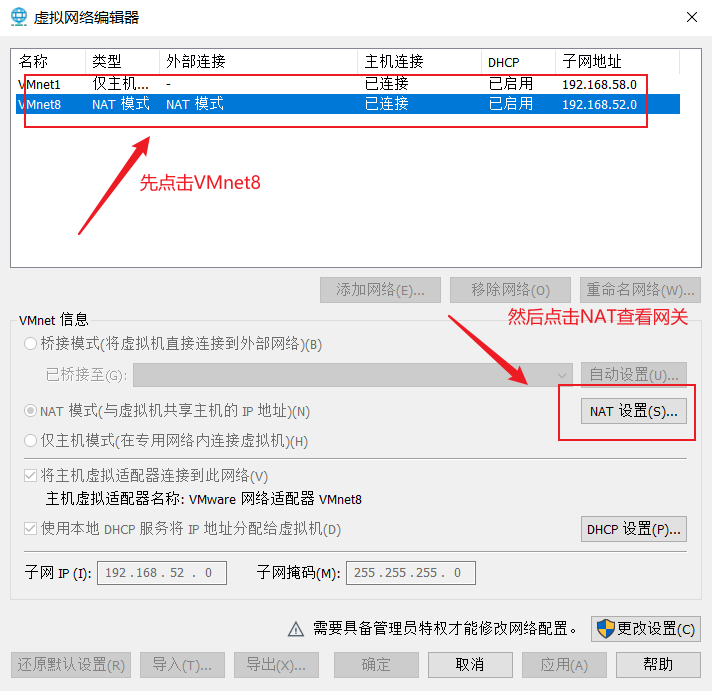 虚拟网络编辑器
名称 类型 外部连接 主机连接 DHCP 子网地址
VMnet1 仅主机... - 已连接 已启用 192.168.58.0
VMnet8 NAT 模式 NAT 模式 已连接 已启用 192.168.52.0
先点击VMnet8
添加网络(E)... 移除网络(O) 重命名网络(W)...
然后点击NAT查看网关
VMnet 信息
桥接模式(将虚拟机直接连接到外部网络)(B)
已桥接至(G): 自动设置(U)...
NAT 模式(与虚拟机共享主机的 IP 地址)(N) NAT 设置(S)...
仅主机模式(在专用网络内连接虚拟机)(H)
将主机虚拟适配器连接到此网络(V)
主机虚拟适配器名称: VMware 网络适配器 VMnet8
使用本地 DHCP 服务将 IP 地址分配给虚拟机(D) DHCP 设置(P)...
子网 IP (I): 192.168.52.0 子网掩码(M): 255.255.255.0
需要具备管理员特权才能修改网络配置。 更改设置(C)
还原默认设置(R) 导入(T)... 导出(X)... 确定 取消 应用(A) 帮助